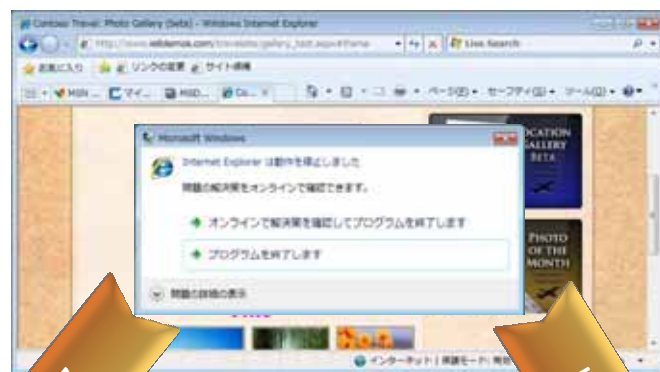 Contoso Travel: Photo Gallery (beta) - Windows Internet Explorer
Live Search
お気に入り リンクの変更 サイト候補
MSN
ページ(P) セーフティ(S) ツール(O)
Microsoft Windows
Internet Explorer は動作を停止しました
問題の解決策をオンラインで確認できます。
オンラインで解決策を確認してプログラムを終了します
プログラムを終了します
問題の詳細の表示
LOCATION
GALLERY
BETA
PHOTO
OF THE
MONTH
インターネット | 保護モード: 有効